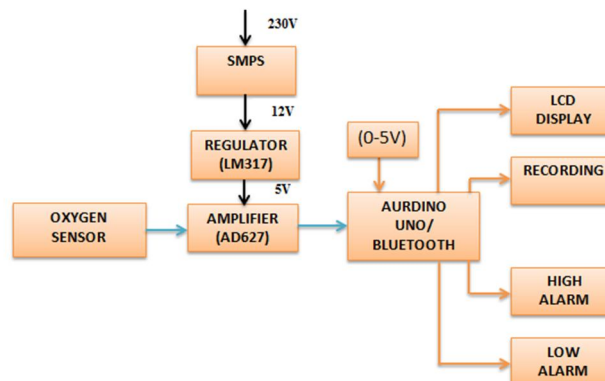 230V
SMPS
12V
REGULATOR
(LM317)
5V
OXYGEN
SENSOR
AMPLIFIER
(AD627)
(0-5V)
AURDINO
UNO/
BLUETOOTH
LCD
DISPLAY
RECORDING
HIGH
ALARM
LOW
ALARM